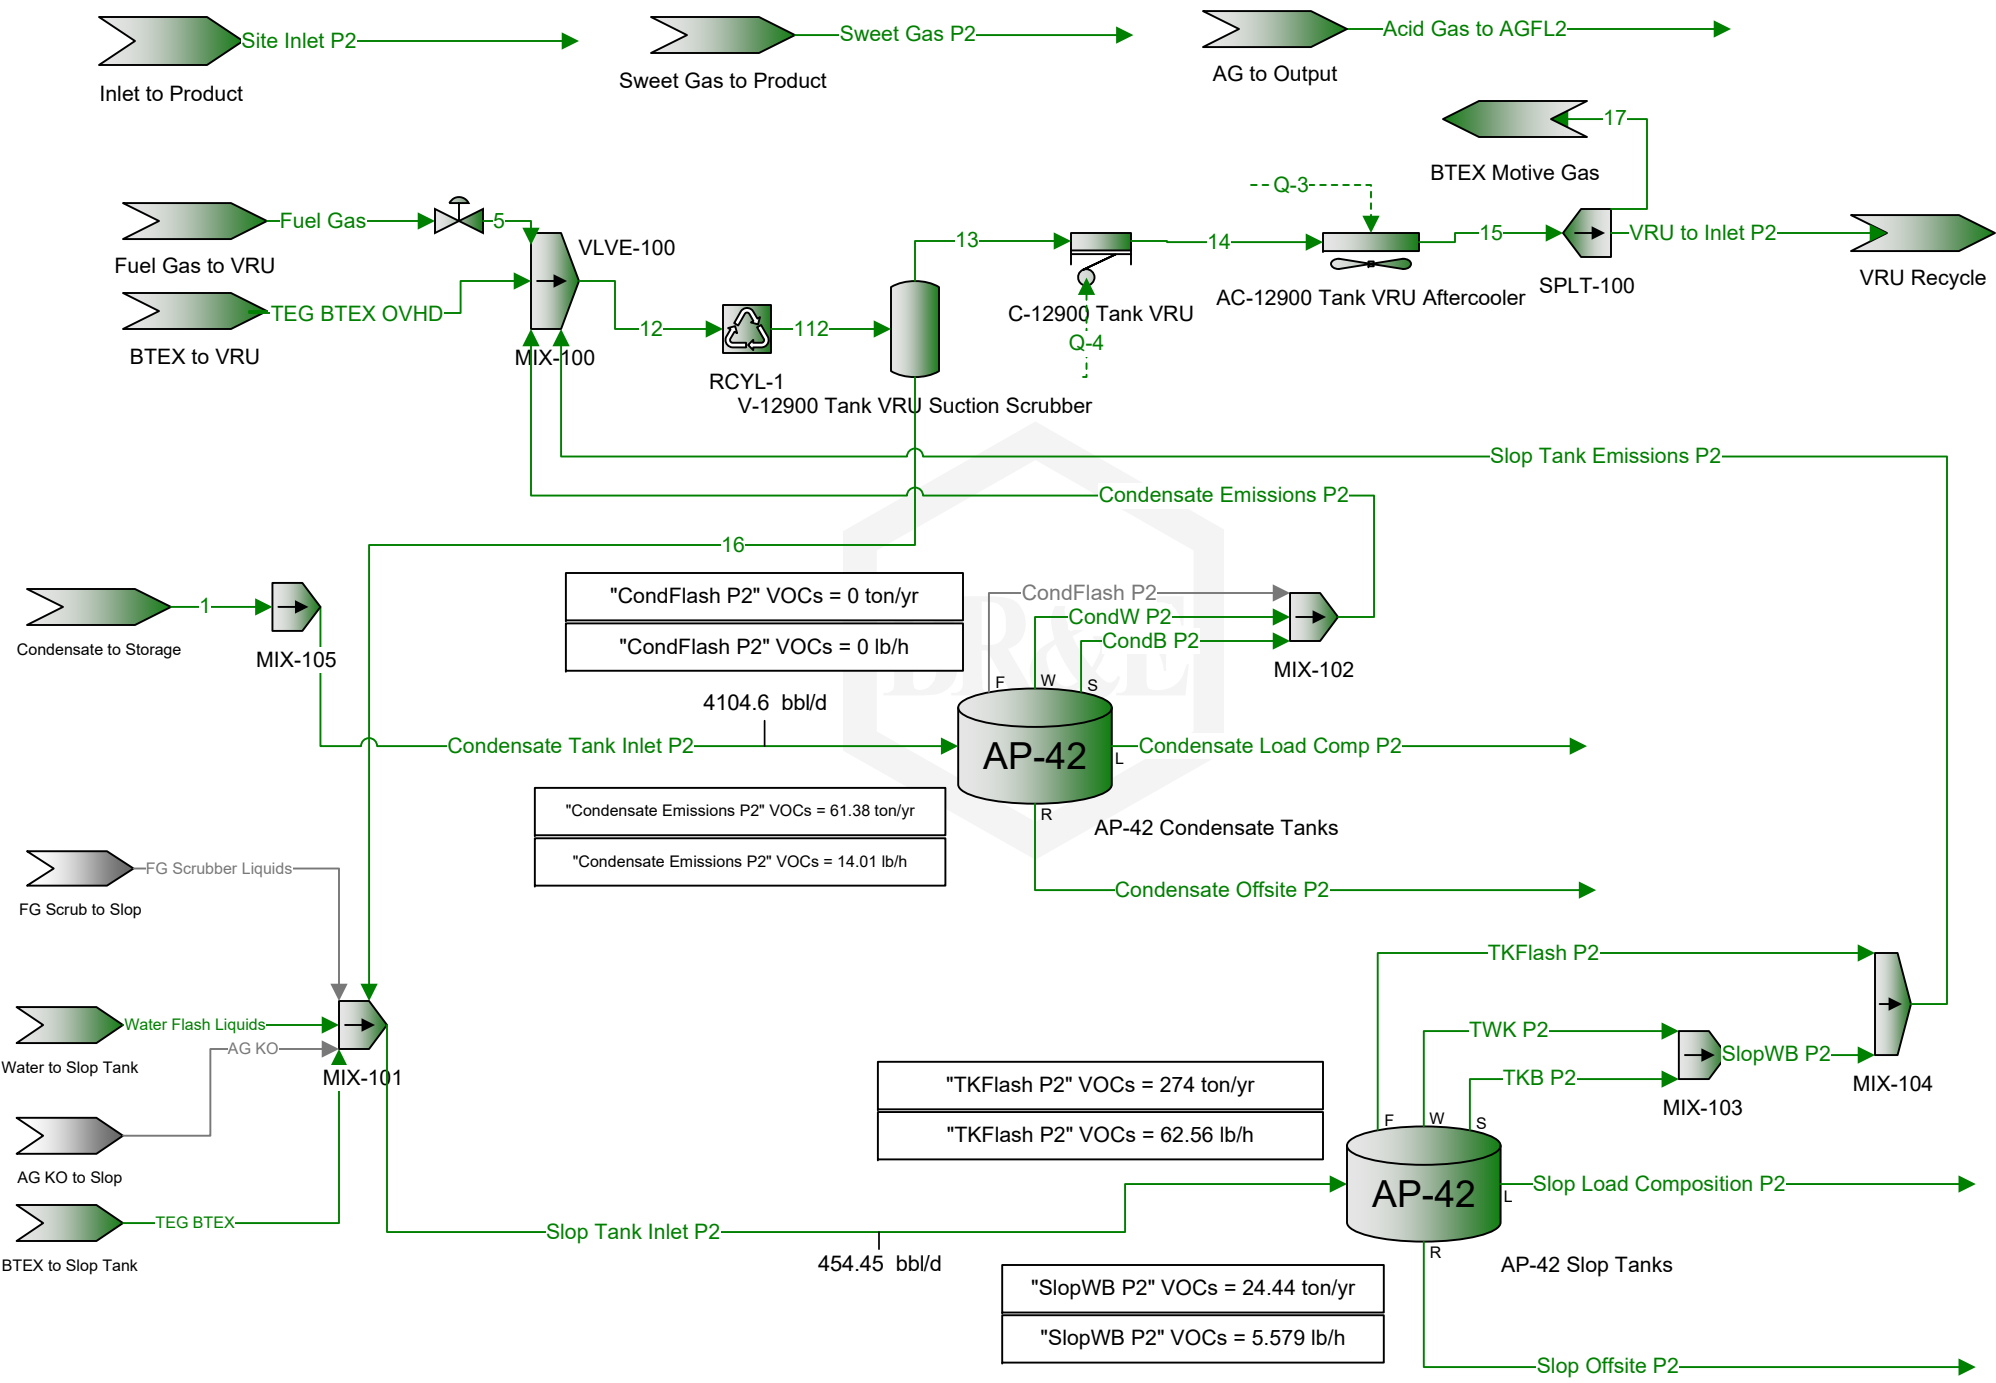 Site Inlet P2
Inlet to Product
Sweet Gas P2
Sweet Gas to Product
Acid Gas to AGFL2
AG to Output
17
BTEX Motive Gas
Fuel Gas
Fuel Gas to VRU
5
VLVE-100
TEG BTEX OVHD
BTEX to VRU
MIX-100
12
RCYL-1
112
V-12900 Tank VRU Suction Scrubber
13
C-12900 Tank VRU
Q-4
14
Q-3
AC-12900 Tank VRU Aftercooler
15
SPLT-100
VRU to Inlet P2
VRU Recycle
Slop Tank Emissions P2
Condensate Emissions P2
16
1
Condensate to Storage
MIX-105
"CondFlash P2" VOCs = 0 ton/yr
"CondFlash P2" VOCs = 0 lb/h
CondFlash P2
CondW P2
CondB P2
MIX-102
BR&E
4104.6 bbl/d
Condensate Tank Inlet P2
F
W
S
AP-42
L
R
Condensate Load Comp P2
AP-42 Condensate Tanks
"Condensate Emissions P2" VOCs = 61.38 ton/yr
"Condensate Emissions P2" VOCs = 14.01 lb/h
Condensate Offsite P2
FG Scrubber Liquids
FG Scrub to Slop
Water Flash Liquids
Water to Slop Tank
AG KO
MIX-101
AG KO to Slop
TEG BTEX
BTEX to Slop Tank
Slop Tank Inlet P2
454.45 bbl/d
TKFlash P2
TWK P2
SlopWB P2
TKB P2
MIX-103
MIX-104
"TKFlash P2" VOCs = 274 ton/yr
"TKFlash P2" VOCs = 62.56 lb/h
F
W
S
AP-42
L
R
Slop Load Composition P2
AP-42 Slop Tanks
"SlopWB P2" VOCs = 24.44 ton/yr
"SlopWB P2" VOCs = 5.579 lb/h
Slop Offsite P2